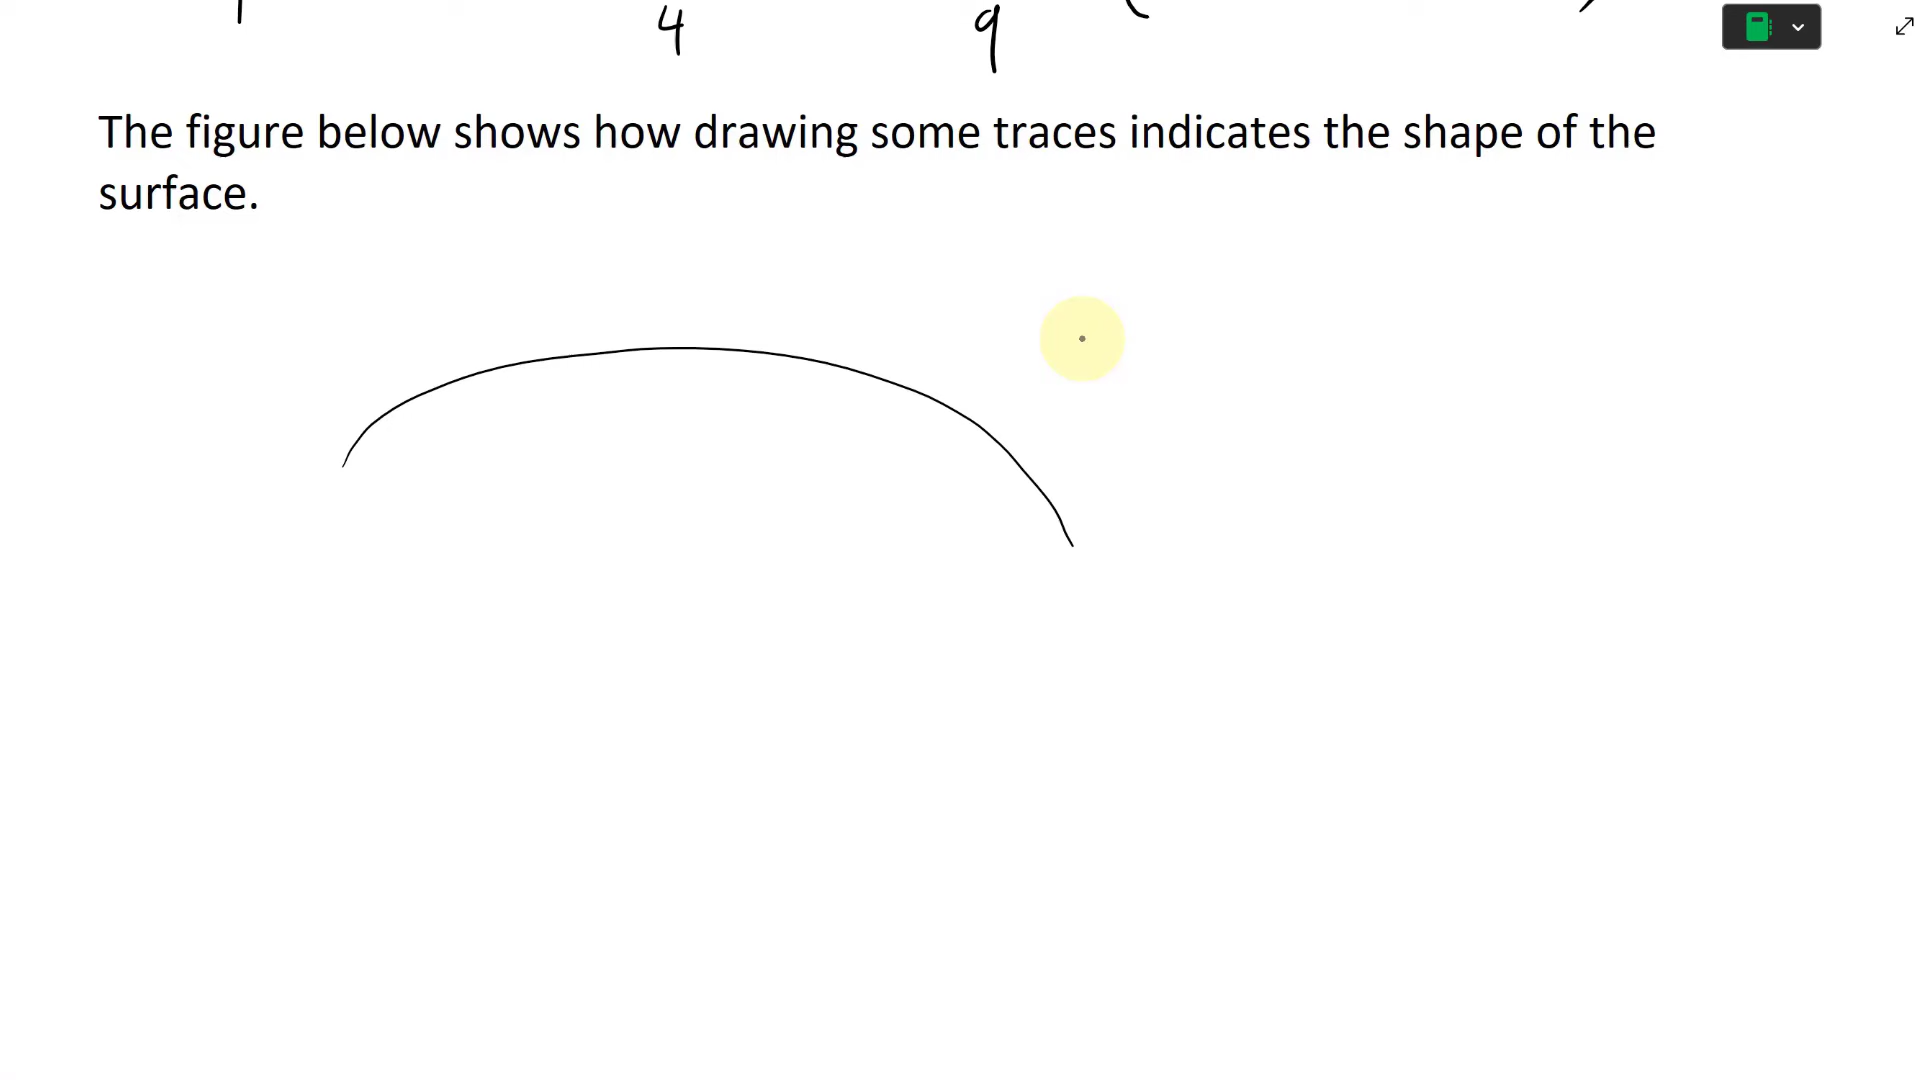 4 9
The figure below shows how drawing some traces indicates the shape of the
surface.